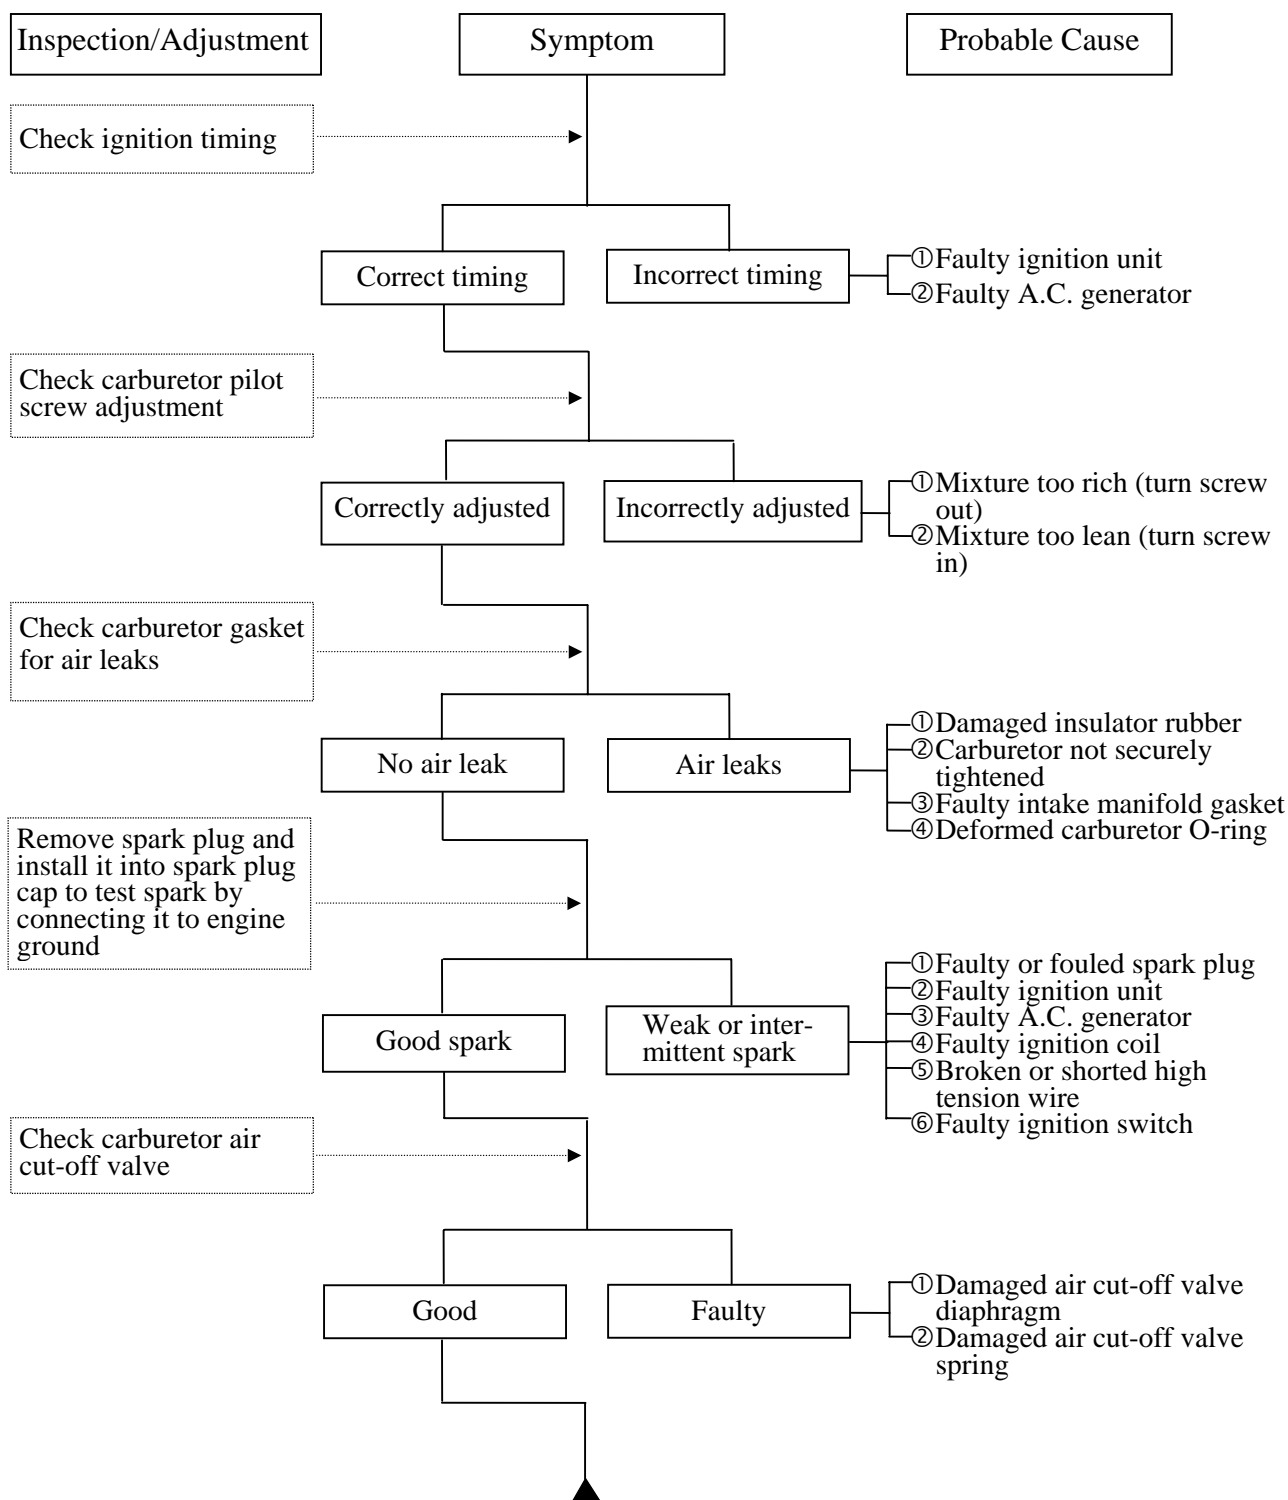 Inspection/Adjustment
Symptom
Probable Cause
Check ignition timing
Correct timing
Incorrect timing
①Faulty ignition unit
②Faulty A.C. generator
Check carburetor pilot
screw adjustment
Correctly adjusted
Incorrectly adjusted
①Mixture too rich (turn screw
out)
②Mixture too lean (turn screw
in)
Check carburetor gasket
for air leaks
No air leak
Air leaks
①Damaged insulator rubber
②Carburetor not securely
tightened
③Faulty intake manifold gasket
④Deformed carburetor O-ring
Remove spark plug and
install it into spark plug
cap to test spark by
connecting it to engine
ground
Good spark
Weak or inter-
mittent spark
①Faulty or fouled spark plug
②Faulty ignition unit
③Faulty A.C. generator
④Faulty ignition coil
⑤Broken or shorted high
tension wire
⑥Faulty ignition switch
Check carburetor air
cut-off valve
Good
Faulty
①Damaged air cut-off valve
diaphragm
②Damaged air cut-off valve
spring